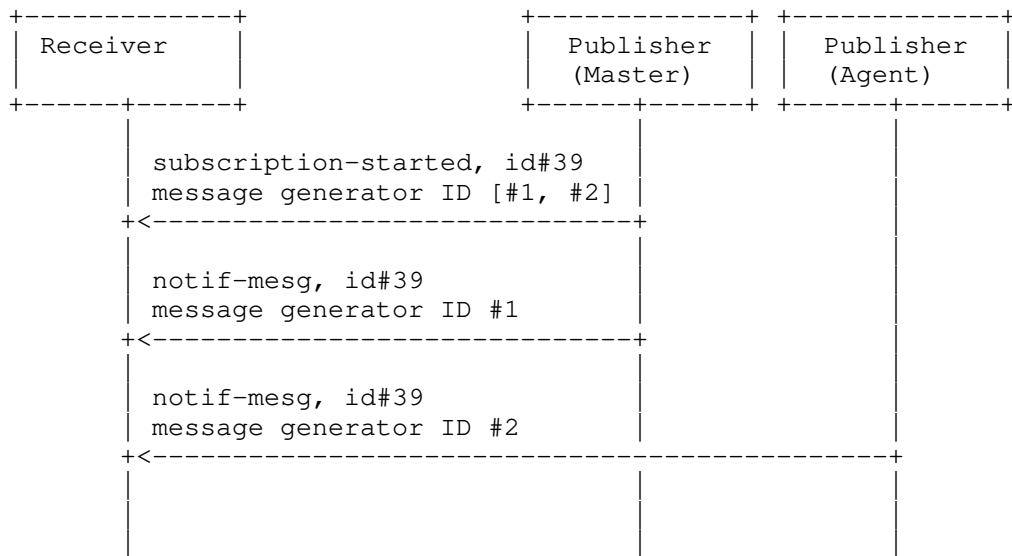 Receiver Publisher Publisher
(Master) (Agent)
subscription-started, id#39
message generator ID [#1, #2]
notif-mesg, id#39
message generator ID #1
notif-mesg, id#39
message generator ID #2